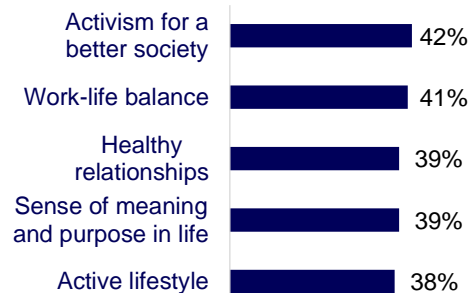 Activism for a
better society
42%
Work-life balance
41%
Healthy
relationships
39%
Sense of meaning
and purpose in life
39%
Active lifestyle
38%